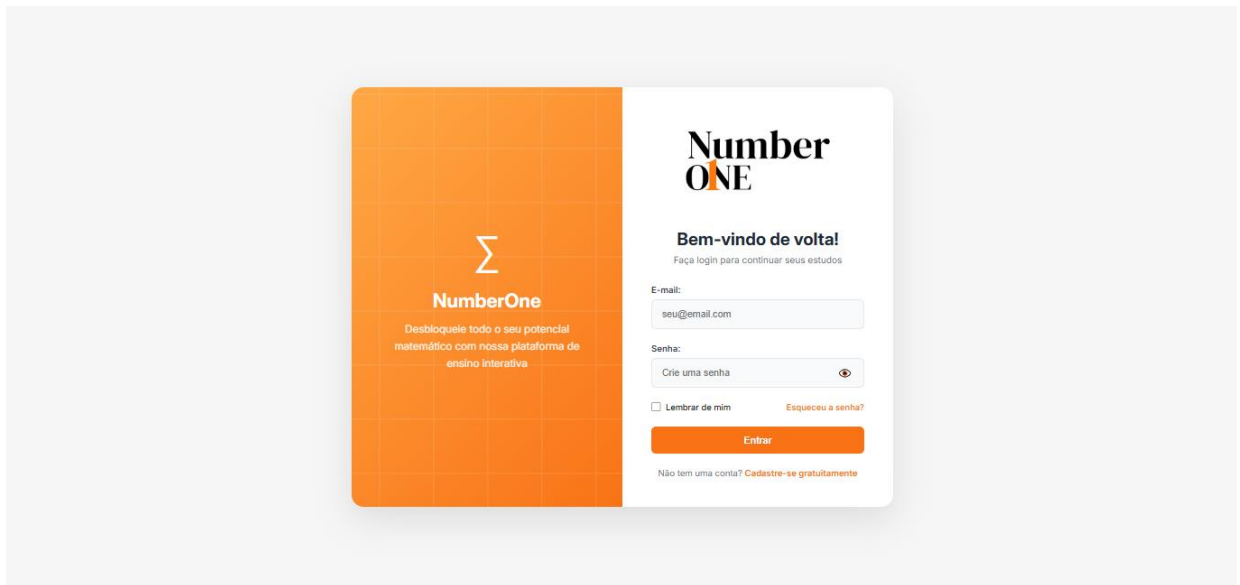 ∑
NumberOne
Desbloqueie todo o seu potencial
matemático com nossa plataforma de
ensino interativa
Number
ONE
Bem-vindo de volta!
Faça login para continuar seus estudos
E-mail:
seu@email.com
Senha:
Crie uma senha
Lembrar de mim Esqueceu a senha?
Entrar
Não tem uma conta? Cadastre-se gratuitamente